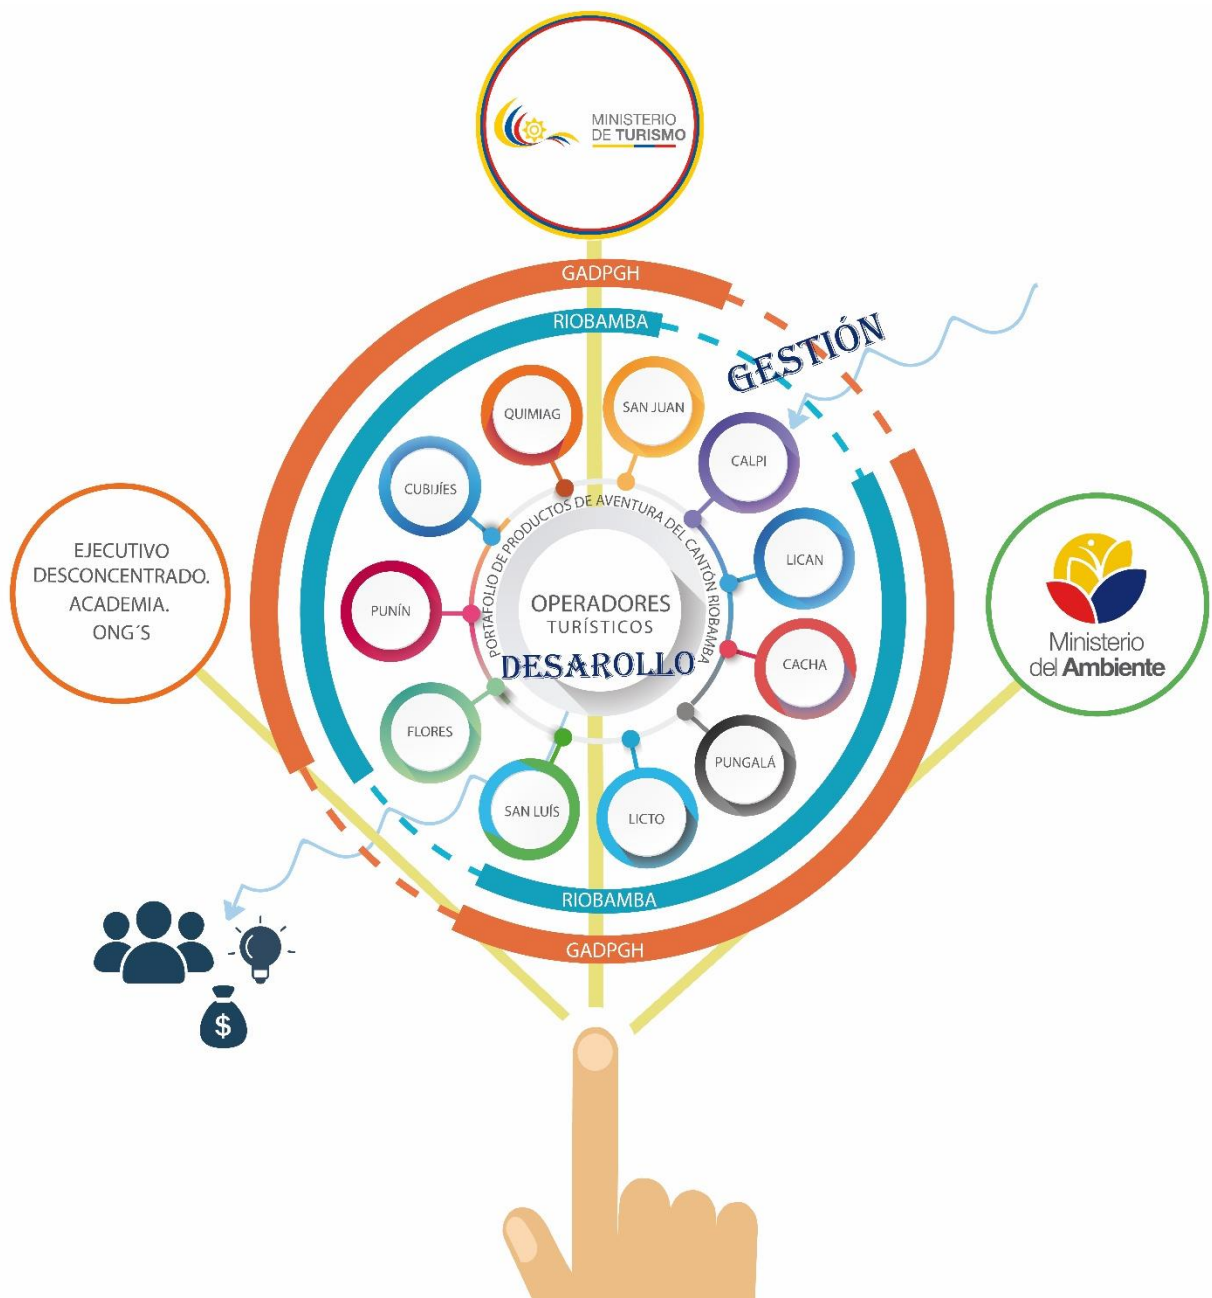 MINISTERIO
DE TURISMO
GADPGH
RIOBAMBA
GESTIÓN
QUIMIAG
SAN JUAN
CUBIJÍES
CALPI
PUNÍN
LICAN
FLORES
CACHA
SAN LUÍS
LICTO
PUNGALÁ
PORTAFOLIO DE PRODUCTOS DE AVENTURA DEL CANTÓN RIOBAMBA
OPERADORES
TURÍSTICOS
DESAROLLO
EJECUTIVO
DESCONCENTRADO.
ACADEMIA.
ONG´S
Ministerio
del Ambiente
RIOBAMBA
GADPGH
$